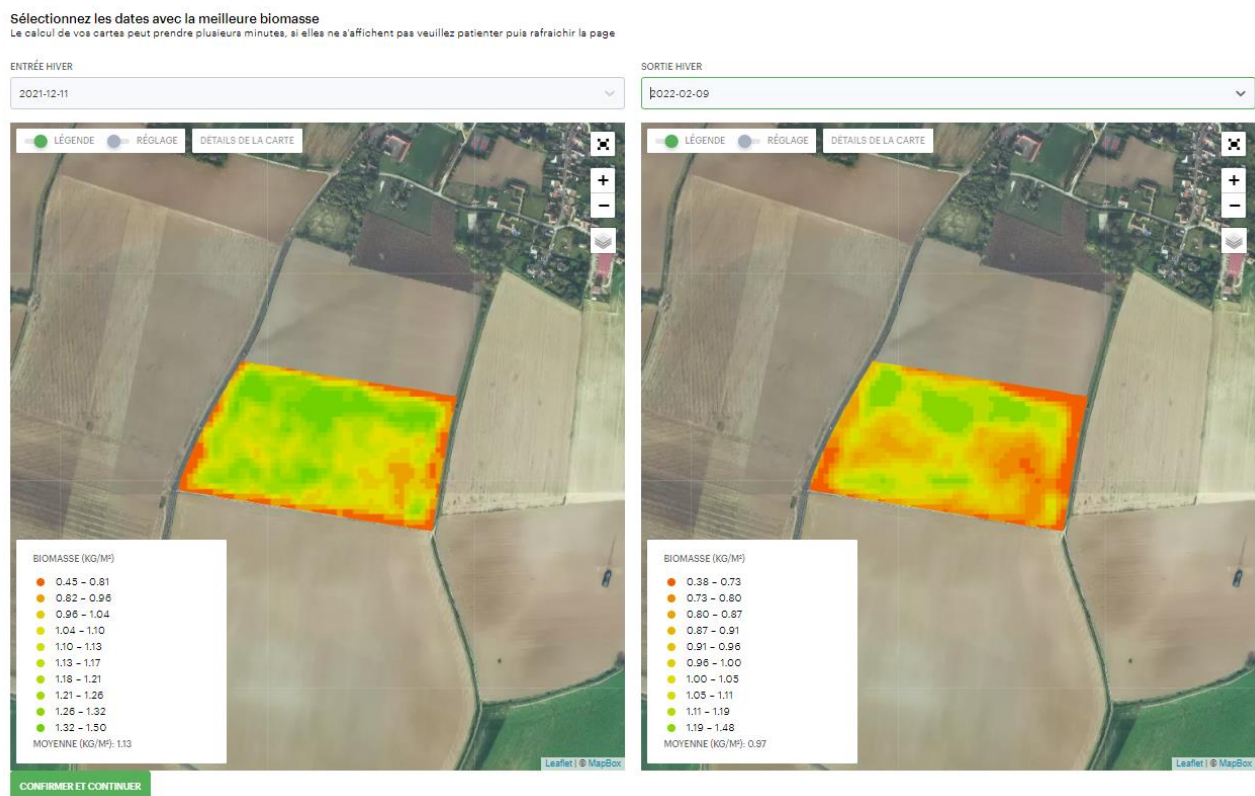 Sélectionnez les dates avec la meilleure biomasse
Le calcul de vos cartes peut prendre plusieurs minutes, si elles ne s'affichent pas veuillez patienter puis rafraichir la page
ENTRÉE HIVER
2021-12-11
LÉGENDE
RÉGLAGE
DÉTAILS DE LA CARTE
+
−
BIOMASSE (KG/M²)
0.45 – 0.81
0.82 – 0.96
0.96 – 1.04
1.04 – 1.10
1.10 – 1.13
1.13 – 1.17
1.18 – 1.21
1.21 – 1.26
1.26 – 1.32
1.32 – 1.50
MOYENNE (KG/M²): 1.13
Leaflet | © MapBox
SORTIE HIVER
2022-02-09
LÉGENDE
RÉGLAGE
DÉTAILS DE LA CARTE
+
−
BIOMASSE (KG/M²)
0.38 – 0.73
0.73 – 0.80
0.80 – 0.87
0.87 – 0.91
0.91 – 0.96
0.96 – 1.00
1.00 – 1.05
1.05 – 1.11
1.11 – 1.19
1.19 – 1.48
MOYENNE (KG/M²): 0.97
Leaflet | © MapBox
CONFIRMER ET CONTINUER